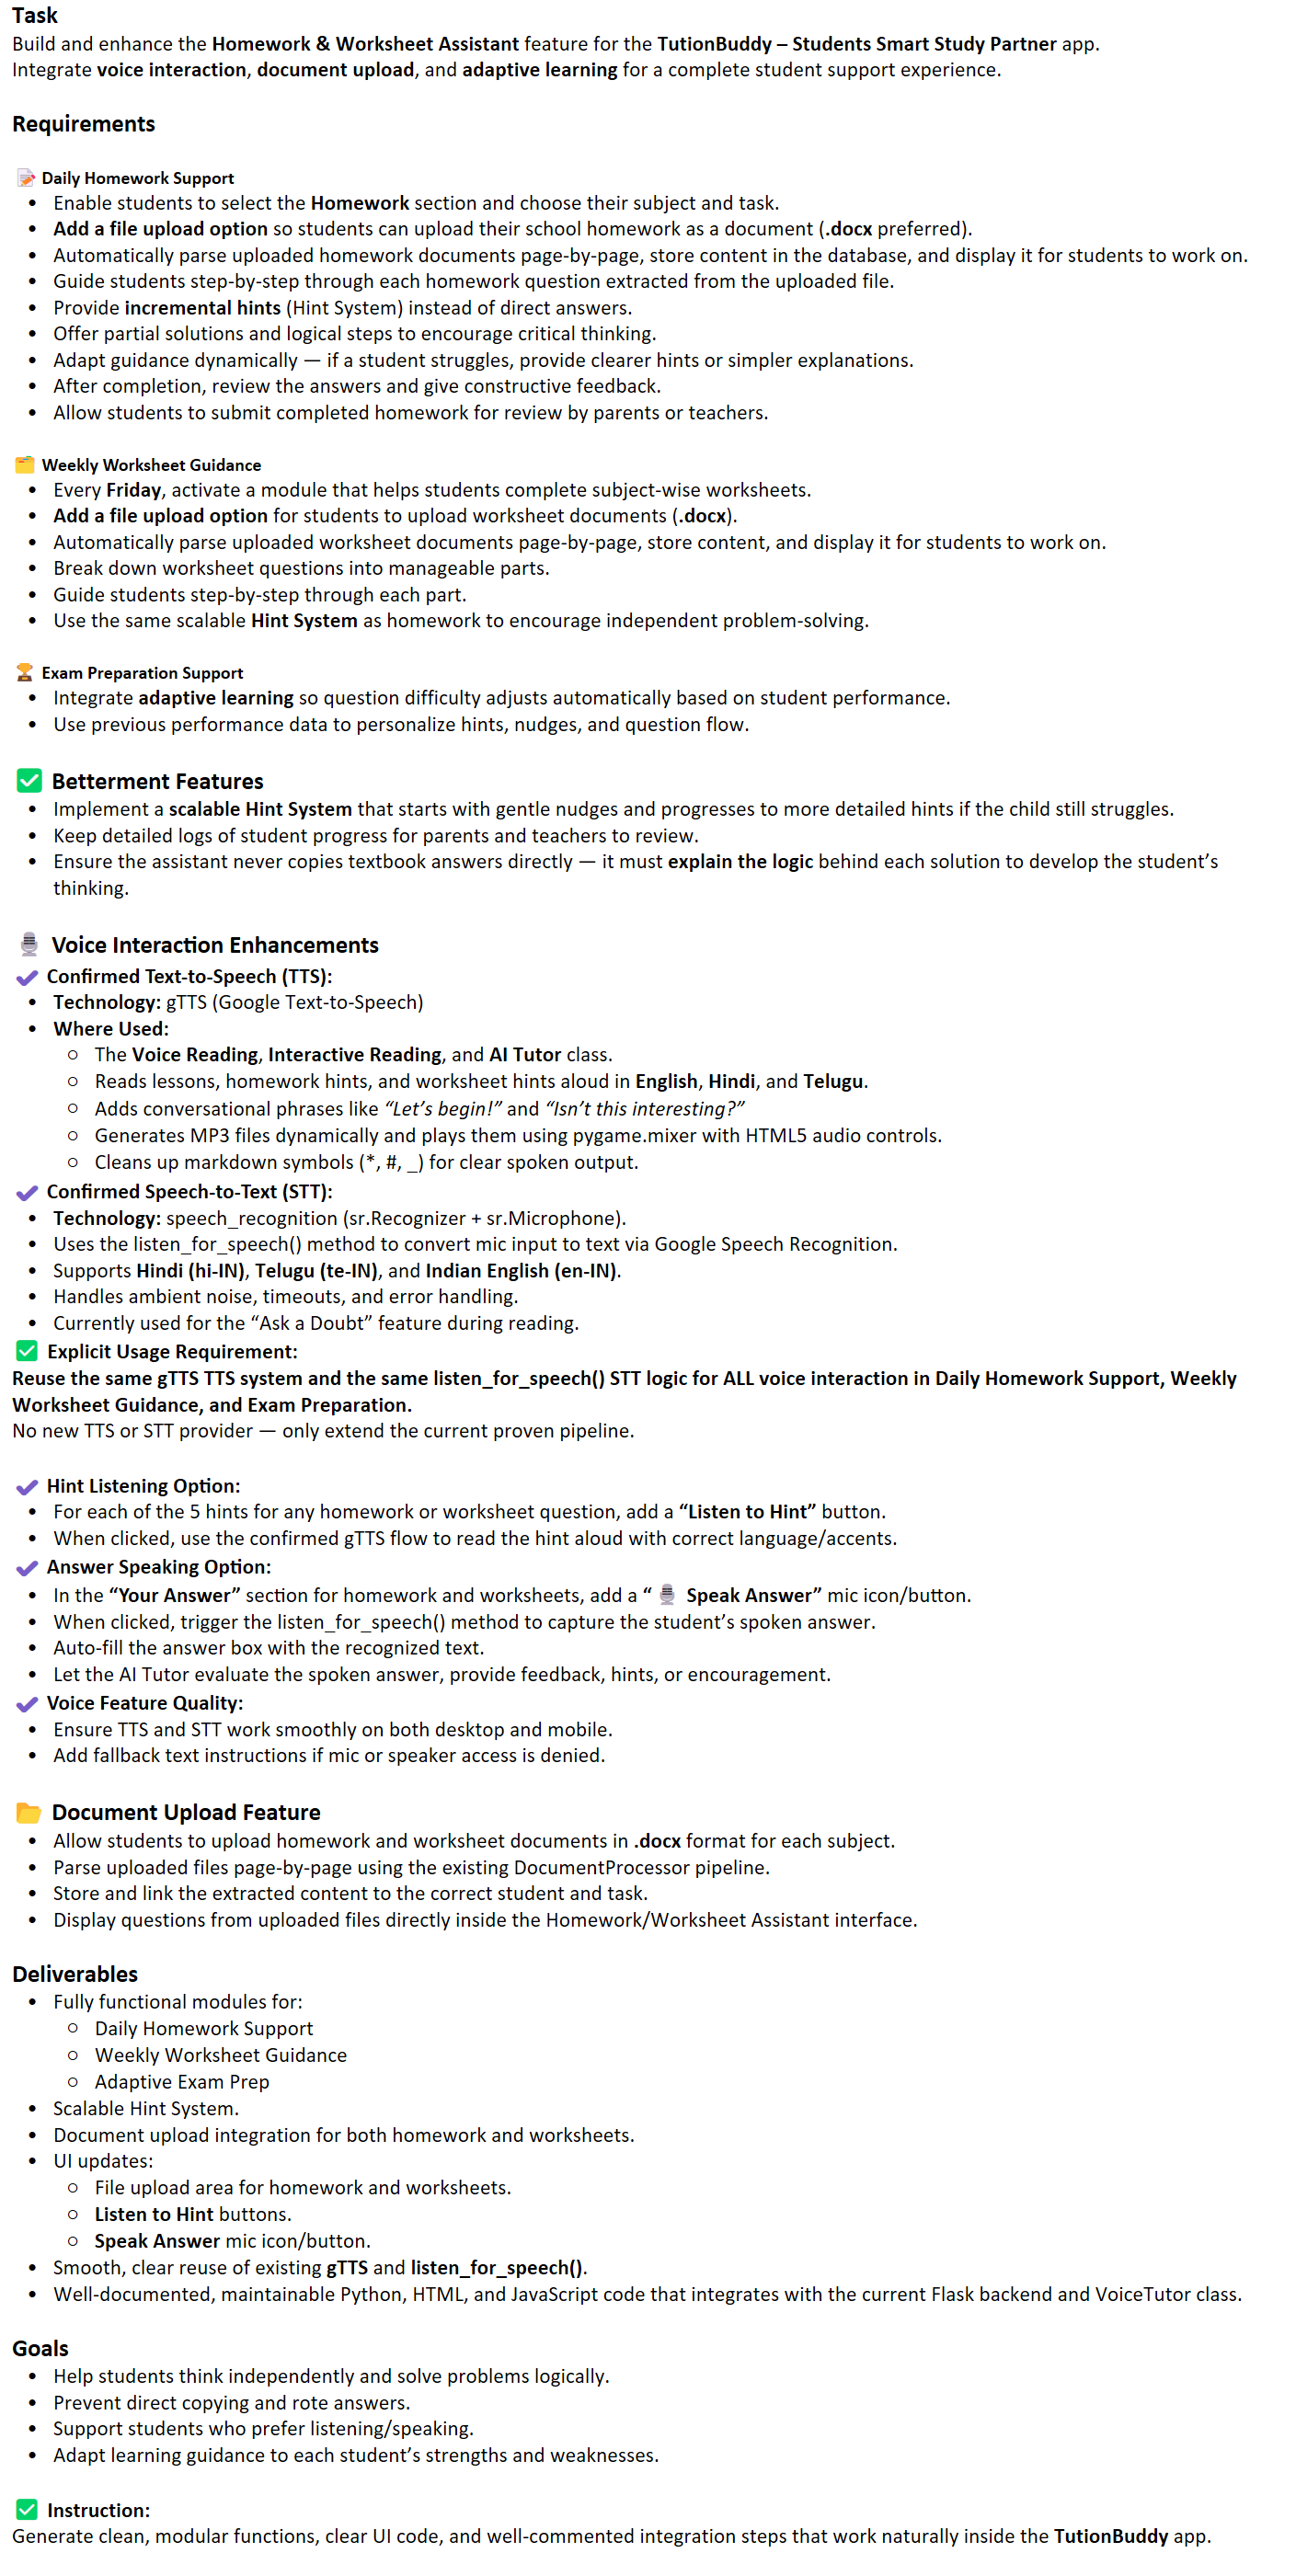 Task
Build and enhance the Homework & Worksheet Assistant feature for the TutionBuddy – Students Smart Study Partner app.
Integrate voice interaction, document upload, and adaptive learning for a complete student support experience.
Requirements
📝 Daily Homework Support
• Enable students to select the Homework section and choose their subject and task.
• Add a file upload option so students can upload their school homework as a document (.docx preferred).
• Automatically parse uploaded homework documents page-by-page, store content in the database, and display it for students to work on.
• Guide students step-by-step through each homework question extracted from the uploaded file.
• Provide incremental hints (Hint System) instead of direct answers.
• Offer partial solutions and logical steps to encourage critical thinking.
• Adapt guidance dynamically — if a student struggles, provide clearer hints or simpler explanations.
• After completion, review the answers and give constructive feedback.
• Allow students to submit completed homework for review by parents or teachers.
🗂️ Weekly Worksheet Guidance
• Every Friday, activate a module that helps students complete subject-wise worksheets.
• Add a file upload option for students to upload worksheet documents (.docx).
• Automatically parse uploaded worksheet documents page-by-page, store content, and display it for students to work on.
• Break down worksheet questions into manageable parts.
• Guide students step-by-step through each part.
• Use the same scalable Hint System as homework to encourage independent problem-solving.
🏆 Exam Preparation Support
• Integrate adaptive learning so question difficulty adjusts automatically based on student performance.
• Use previous performance data to personalize hints, nudges, and question flow.
✅ Betterment Features
• Implement a scalable Hint System that starts with gentle nudges and progresses to more detailed hints if the child still struggles.
• Keep detailed logs of student progress for parents and teachers to review.
• Ensure the assistant never copies textbook answers directly — it must explain the logic behind each solution to develop the student’s
thinking.
🎙️ Voice Interaction Enhancements
✔️ Confirmed Text-to-Speech (TTS):
• Technology: gTTS (Google Text-to-Speech)
• Where Used:
○ The Voice Reading, Interactive Reading, and AI Tutor class.
○ Reads lessons, homework hints, and worksheet hints aloud in English, Hindi, and Telugu.
○ Adds conversational phrases like “Let’s begin!” and “Isn’t this interesting?”
○ Generates MP3 files dynamically and plays them using pygame.mixer with HTML5 audio controls.
○ Cleans up markdown symbols (*, #, _) for clear spoken output.
✔️ Confirmed Speech-to-Text (STT):
• Technology: speech_recognition (sr.Recognizer + sr.Microphone).
• Uses the listen_for_speech() method to convert mic input to text via Google Speech Recognition.
• Supports Hindi (hi-IN), Telugu (te-IN), and Indian English (en-IN).
• Handles ambient noise, timeouts, and error handling.
• Currently used for the “Ask a Doubt” feature during reading.
✅ Explicit Usage Requirement:
Reuse the same gTTS TTS system and the same listen_for_speech() STT logic for ALL voice interaction in Daily Homework Support, Weekly
Worksheet Guidance, and Exam Preparation.
No new TTS or STT provider — only extend the current proven pipeline.
✔️ Hint Listening Option:
• For each of the 5 hints for any homework or worksheet question, add a “Listen to Hint” button.
• When clicked, use the confirmed gTTS flow to read the hint aloud with correct language/accents.
✔️ Answer Speaking Option:
• In the “Your Answer” section for homework and worksheets, add a “🎙️ Speak Answer” mic icon/button.
• When clicked, trigger the listen_for_speech() method to capture the student’s spoken answer.
• Auto-fill the answer box with the recognized text.
• Let the AI Tutor evaluate the spoken answer, provide feedback, hints, or encouragement.
✔️ Voice Feature Quality:
• Ensure TTS and STT work smoothly on both desktop and mobile.
• Add fallback text instructions if mic or speaker access is denied.
📂 Document Upload Feature
• Allow students to upload homework and worksheet documents in .docx format for each subject.
• Parse uploaded files page-by-page using the existing DocumentProcessor pipeline.
• Store and link the extracted content to the correct student and task.
• Display questions from uploaded files directly inside the Homework/Worksheet Assistant interface.
Deliverables
• Fully functional modules for:
○ Daily Homework Support
○ Weekly Worksheet Guidance
○ Adaptive Exam Prep
• Scalable Hint System.
• Document upload integration for both homework and worksheets.
• UI updates:
○ File upload area for homework and worksheets.
○ Listen to Hint buttons.
○ Speak Answer mic icon/button.
• Smooth, clear reuse of existing gTTS and listen_for_speech().
• Well-documented, maintainable Python, HTML, and JavaScript code that integrates with the current Flask backend and VoiceTutor class.
Goals
• Help students think independently and solve problems logically.
• Prevent direct copying and rote answers.
• Support students who prefer listening/speaking.
• Adapt learning guidance to each student’s strengths and weaknesses.
✅ Instruction:
Generate clean, modular functions, clear UI code, and well-commented integration steps that work naturally inside the TutionBuddy app.